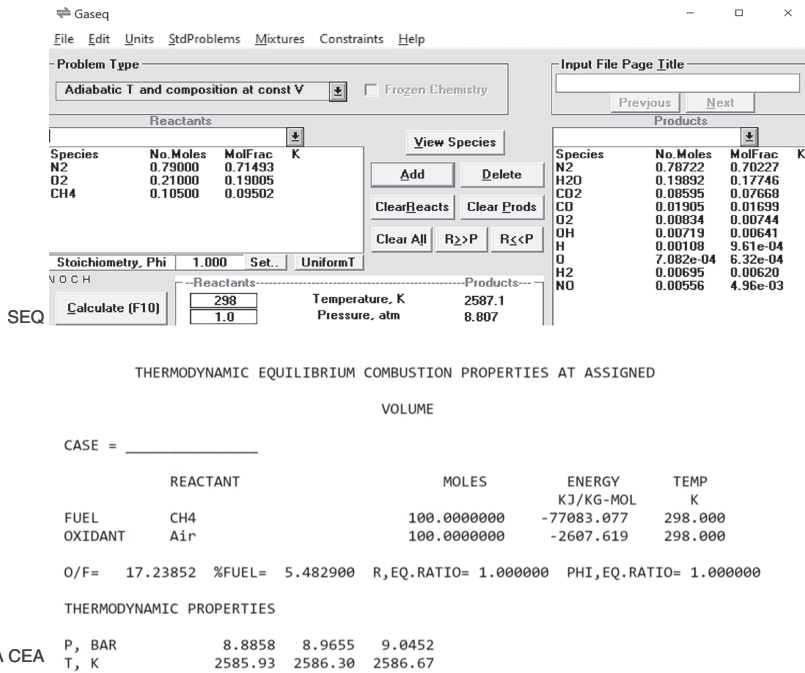 Gaseq
File Edit Units StdProblems Mixtures Constraints Help
Problem Type
Adiabatic T and composition at const V
Frozen Chemistry
Input File Page Title
Previous Next
Reactants
Products
View Species
Species No.Moles MolFrac K
N2 0.79000 0.71493
O2 0.21000 0.19005
CH4 0.10500 0.09502
Add Delete
ClearReacts Clear Prods
Clear All R>>P R<<P
Species No.Moles MolFrac K
N2 0.78722 0.70227
H2O 0.19892 0.17746
CO2 0.08595 0.07668
CO 0.01905 0.01699
O2 0.00834 0.00744
OH 0.00719 0.00641
H 0.00108 9.61e-04
O 7.082e-04 6.32e-04
H2 0.00695 0.00620
NO 0.00556 4.96e-03
Stoichiometry, Phi 1.000 Set.. UniformT
N O C H
Calculate (F10)
--Reactants-- --Products--
298 Temperature, K 2587.1
1.0 Pressure, atm 8.807
SEQ
THERMODYNAMIC EQUILIBRIUM COMBUSTION PROPERTIES AT ASSIGNED
VOLUME
CASE = _______________
REACTANT MOLES ENERGY TEMP
KJ/KG-MOL K
FUEL CH4 100.0000000 -77083.077 298.000
OXIDANT Air 100.0000000 -2607.619 298.000
O/F= 17.23852 %FUEL= 5.482900 R,EQ.RATIO= 1.000000 PHI,EQ.RATIO= 1.000000
THERMODYNAMIC PROPERTIES
P, BAR 8.8858 8.9655 9.0452
A CEA
T, K 2585.93 2586.30 2586.67